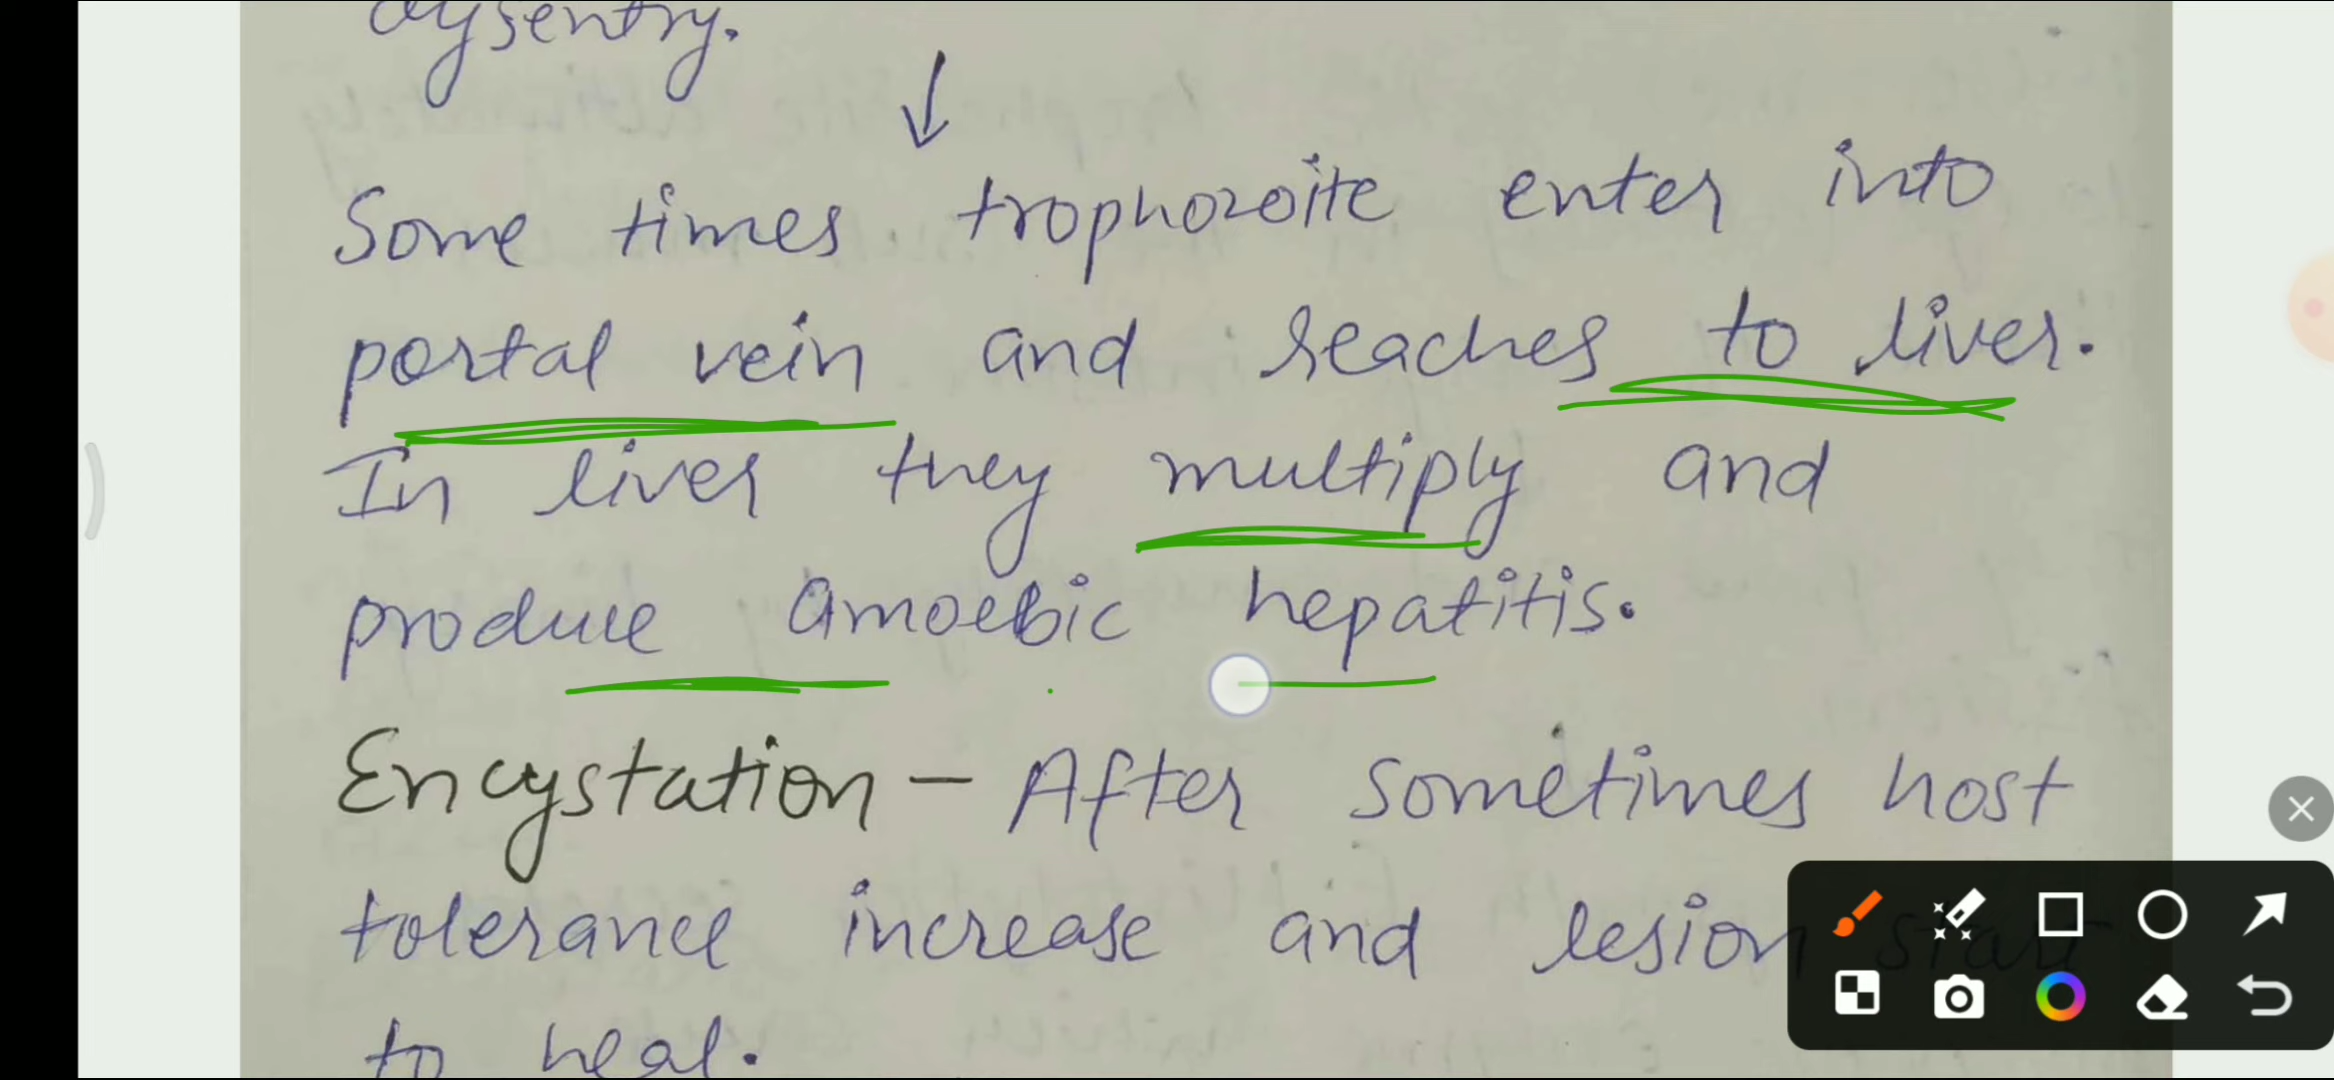 dysentry.
↓
Some times trophozoite enter into
portal vein and reaches to liver.
In liver they multiply and
produce amoebic hepatitis.
Encystation - After sometimes host
tolerance increase and lesion start
to heal.